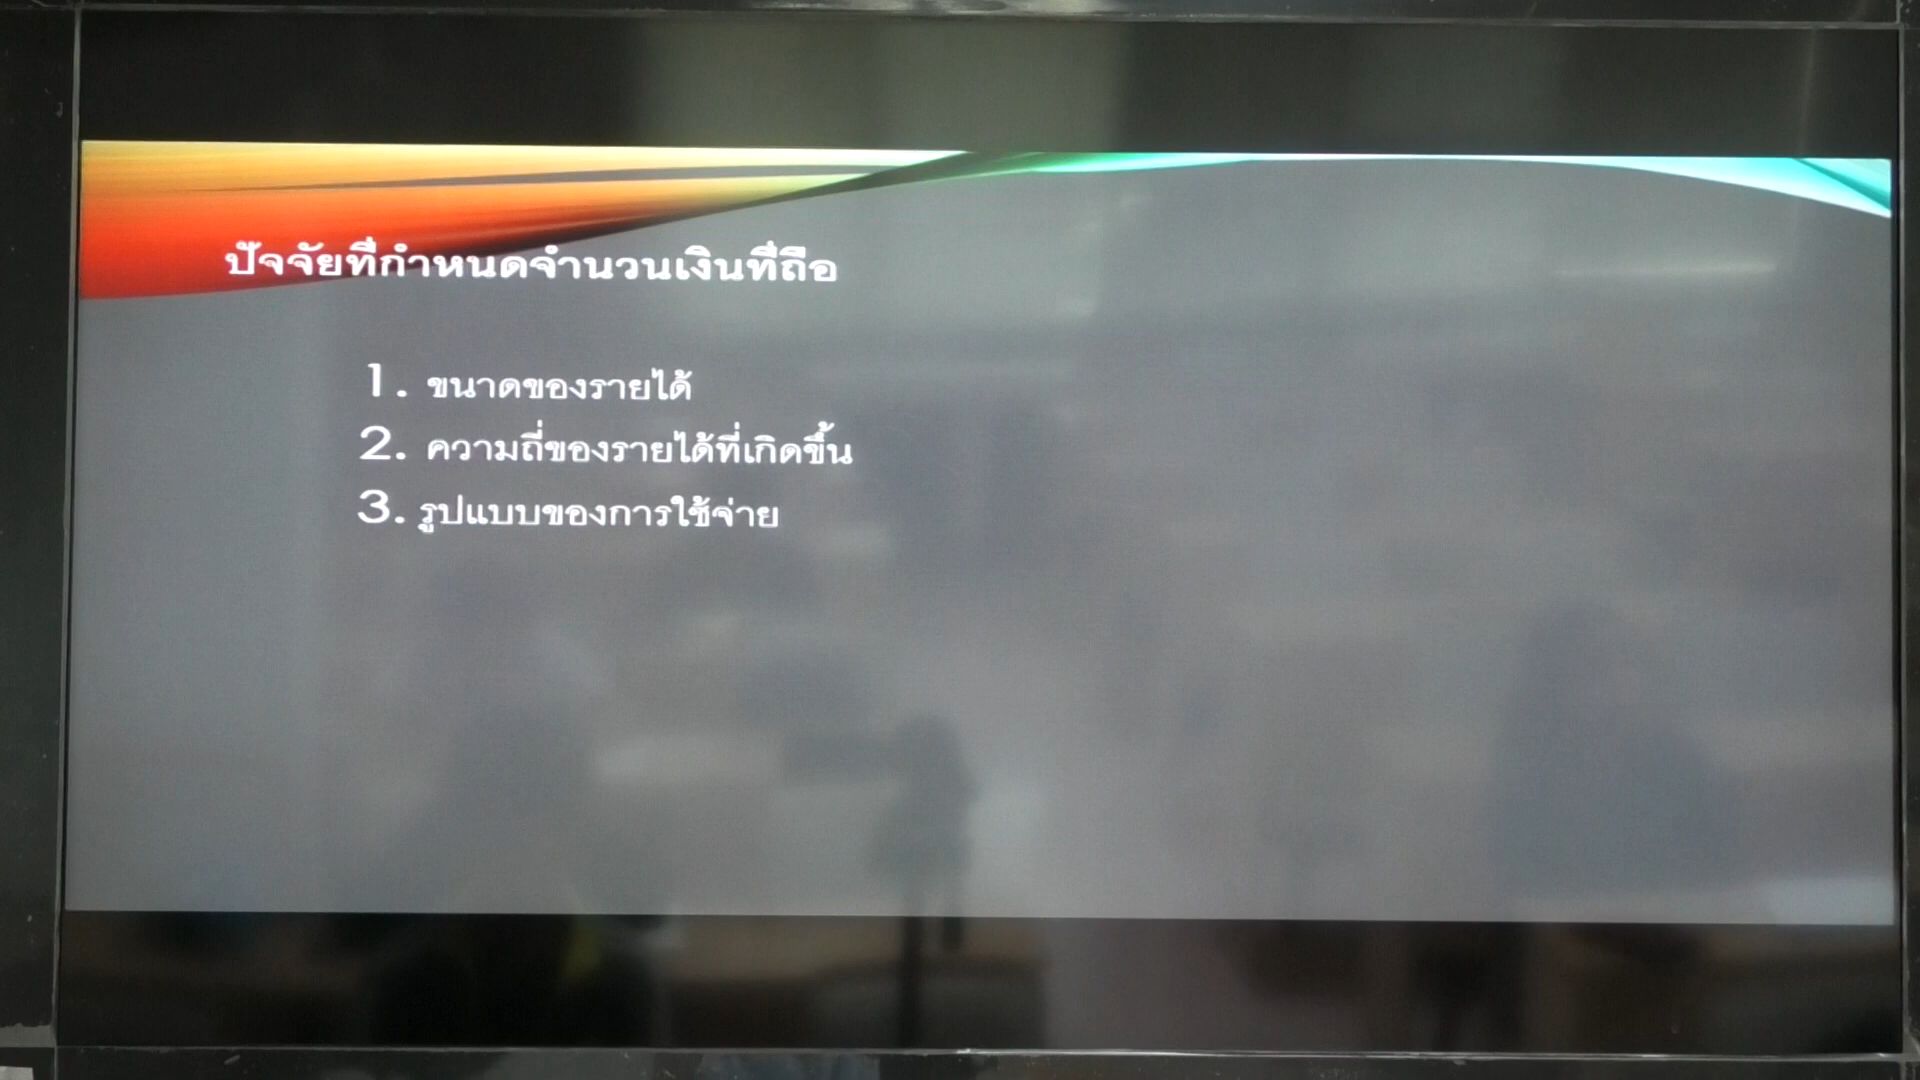 ปัจจัยที่กำหนดจำนวนเงินที่ถือ
1. ขนาดของรายได้
2. ความถี่ของรายได้ที่เกิดขึ้น
3. รูปแบบของการใช้จ่าย